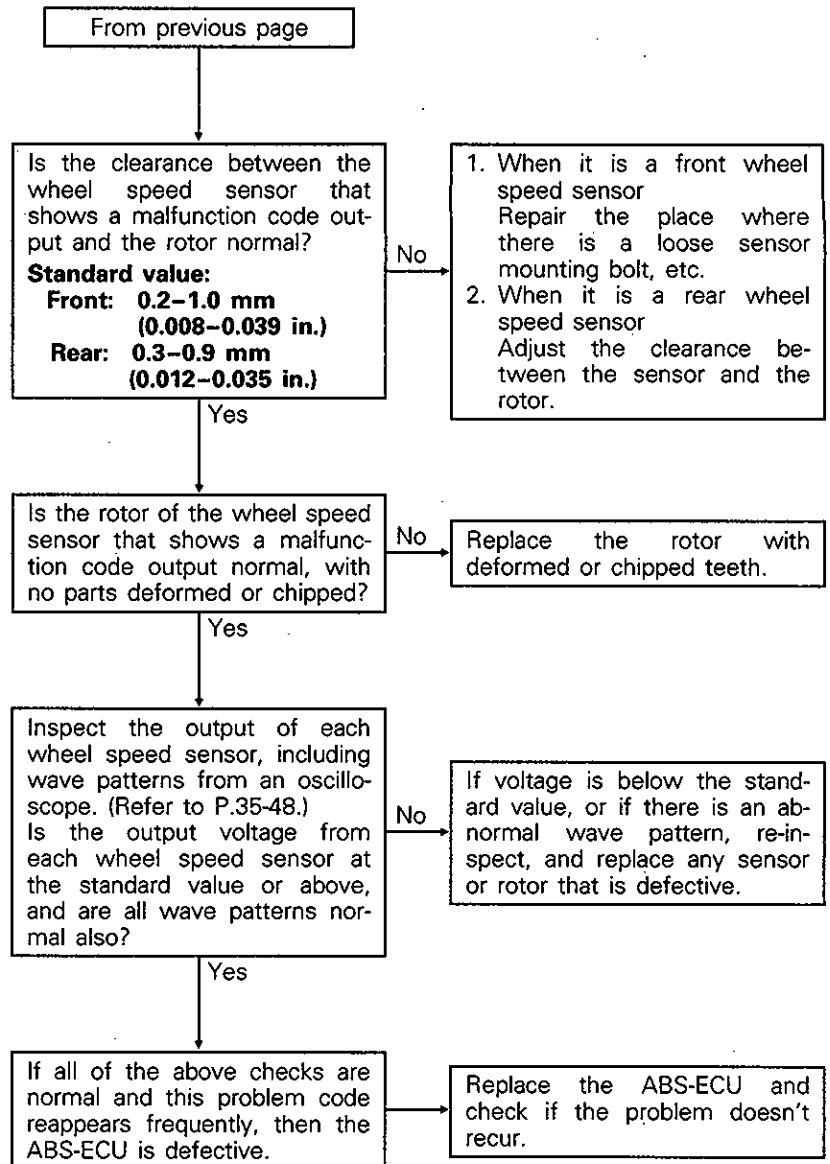 From previous page
Is the clearance between the
wheel speed sensor that
shows a malfunction code out-
put and the rotor normal?
Standard value:
Front: 0.2–1.0 mm
(0.008–0.039 in.)
Rear: 0.3–0.9 mm
(0.012–0.035 in.)
No
1. When it is a front wheel
speed sensor
Repair the place where
there is a loose sensor
mounting bolt, etc.
2. When it is a rear wheel
speed sensor
Adjust the clearance be-
tween the sensor and the
rotor.
Yes
Is the rotor of the wheel speed
sensor that shows a malfunc-
tion code output normal, with
no parts deformed or chipped?
No
Replace the rotor with
deformed or chipped teeth.
Yes
Inspect the output of each
wheel speed sensor, including
wave patterns from an oscillo-
scope. (Refer to P.35-48.)
Is the output voltage from
each wheel speed sensor at
the standard value or above,
and are all wave patterns nor-
mal also?
No
If voltage is below the stand-
ard value, or if there is an ab-
normal wave pattern, re-in-
spect, and replace any sensor
or rotor that is defective.
Yes
If all of the above checks are
normal and this problem code
reappears frequently, then the
ABS-ECU is defective.
Replace the ABS-ECU and
check if the problem doesn't
recur.